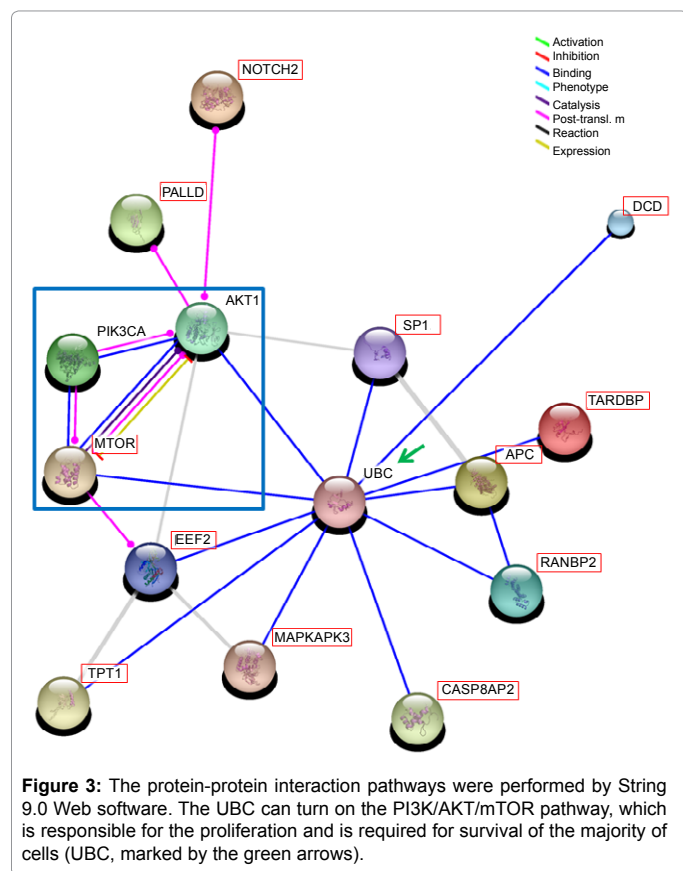 Activation
Inhibition
Binding
Phenotype
Catalysis
Post-transl. m
Reaction
Expression
NOTCH2
PALLD
DCD
AKT1
SP1
PIK3CA
TARDBP
MTOR
APC
UBC
EEF2
RANBP2
MAPKAPK3
TPT1
CASP8AP2
Figure 3: The protein-protein interaction pathways were performed by String
9.0 Web software. The UBC can turn on the PI3K/AKT/mTOR pathway, which
is responsible for the proliferation and is required for survival of the majority of
cells (UBC, marked by the green arrows).